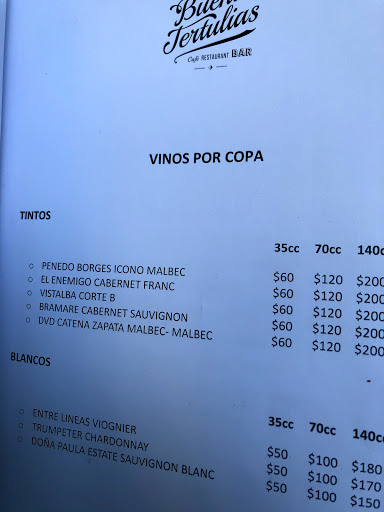 Tertulias
Café RESTAURANT BAR
VINOS POR COPA
TINTOS
35cc 70cc 140c
○ PENEDO BORGES ICONO MALBEC $60 $120 $200
○ EL ENEMIGO CABERNET FRANC $60 $120 $200
○ VISTALBA CORTE B $60 $120 $200
○ BRAMARE CABERNET SAUVIGNON $60 $120 $200
○ DVD CATENA ZAPATA MALBEC- MALBEC $60 $120 $200
BLANCOS
35cc 70cc 140cc
○ ENTRE LINEAS VIOGNIER $50 $100 $180
○ TRUMPETER CHARDONNAY $50 $100 $170
○ DOÑA PAULA ESTATE SAUVIGNON BLANC $50 $100 $150